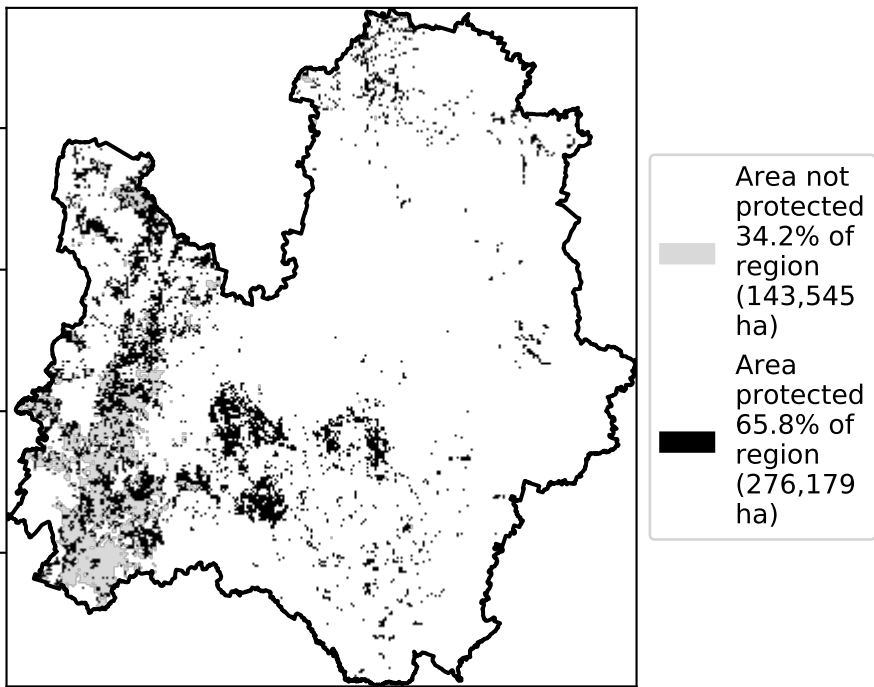 Area not
protected
34.2% of
region
(143,545
ha)
Area
protected
65.8% of
region
(276,179
ha)